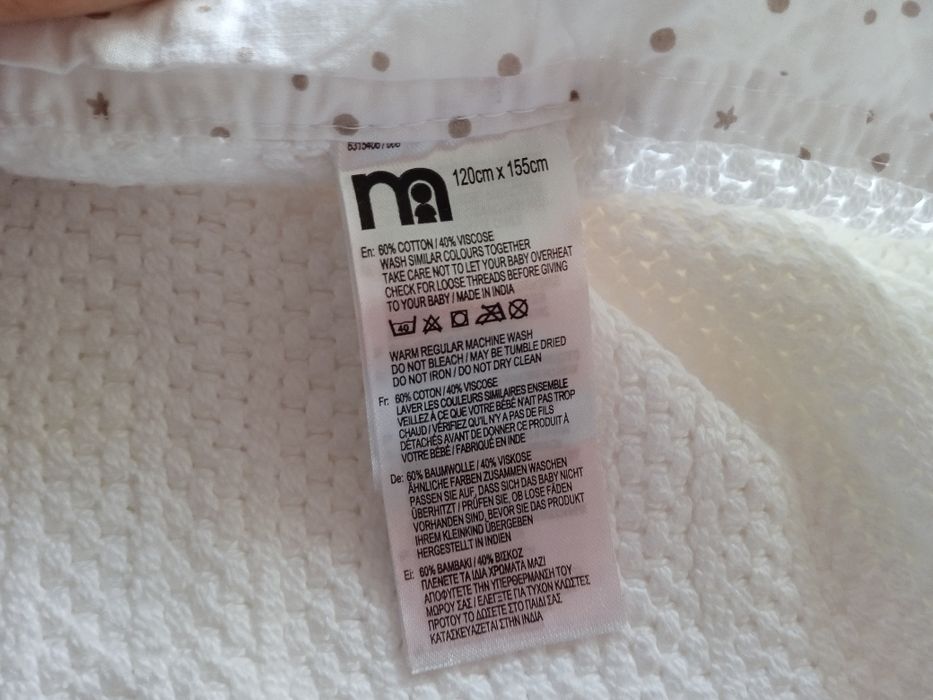 120cm x 155cm
En: 60% COTTON / 40% VISCOSE
WASH SIMILAR COLOURS TOGETHER
TAKE CARE NOT TO LET YOUR BABY OVERHEAT
CHECK FOR LOOSE THREADS BEFORE GIVING
TO YOUR BABY / MADE IN INDIA
40
WARM REGULAR MACHINE WASH
DO NOT BLEACH / MAY BE TUMBLE DRIED
DO NOT IRON / DO NOT DRY CLEAN
Fr: 60% COTON / 40% VISCOSE
LAVER LES COULEURS SIMILAIRES ENSEMBLE
VEILLEZ À CE QUE VOTRE BÉBÉ N'AIT PAS TROP
CHAUD / VÉRIFIEZ QU'IL N'Y A PAS DE FILS
DÉTACHÉS AVANT DE DONNER CE PRODUIT À
VOTRE BÉBÉ / FABRIQUÉ EN INDE
De: 60% BAUMWOLLE / 40% VISKOSE
ÄHNLICHE FARBEN ZUSAMMEN WASCHEN
PASSEN SIE AUF, DASS SICH DAS BABY NICHT
ÜBERHITZT / PRÜFEN SIE, OB LOSE FÄDEN
VORHANDEN SIND, BEVOR SIE DAS PRODUKT
IHREM KLEINKIND ÜBERGEBEN
HERGESTELLT IN INDIEN
El: 60% ΒΑΜΒΑΚΙ / 40% ΒΙΣΚΟΖ
ΠΛΕΝΕΤΕ ΤΑ ΙΔΙΑ ΧΡΩΜΑΤΑ ΜΑΖΙ
ΑΠΟΦΥΓΕΤΕ ΤΗΝ ΥΠΕΡΘΕΡΜΑΝΣΗ ΤΟΥ
ΜΩΡΟΥ ΣΑΣ / ΕΛΕΓΞΤΕ ΓΙΑ ΤΥΧΟΝ ΚΛΩΣΤΕΣ
ΠΡΟΤΟΥ ΤΟ ΔΩΣΕΤΕ ΣΤΟ ΠΑΙΔΙ ΣΑΣ
ΚΑΤΑΣΚΕΥΑΖΕΤΑΙ ΣΤΗΝ ΙΝΔΙΑ